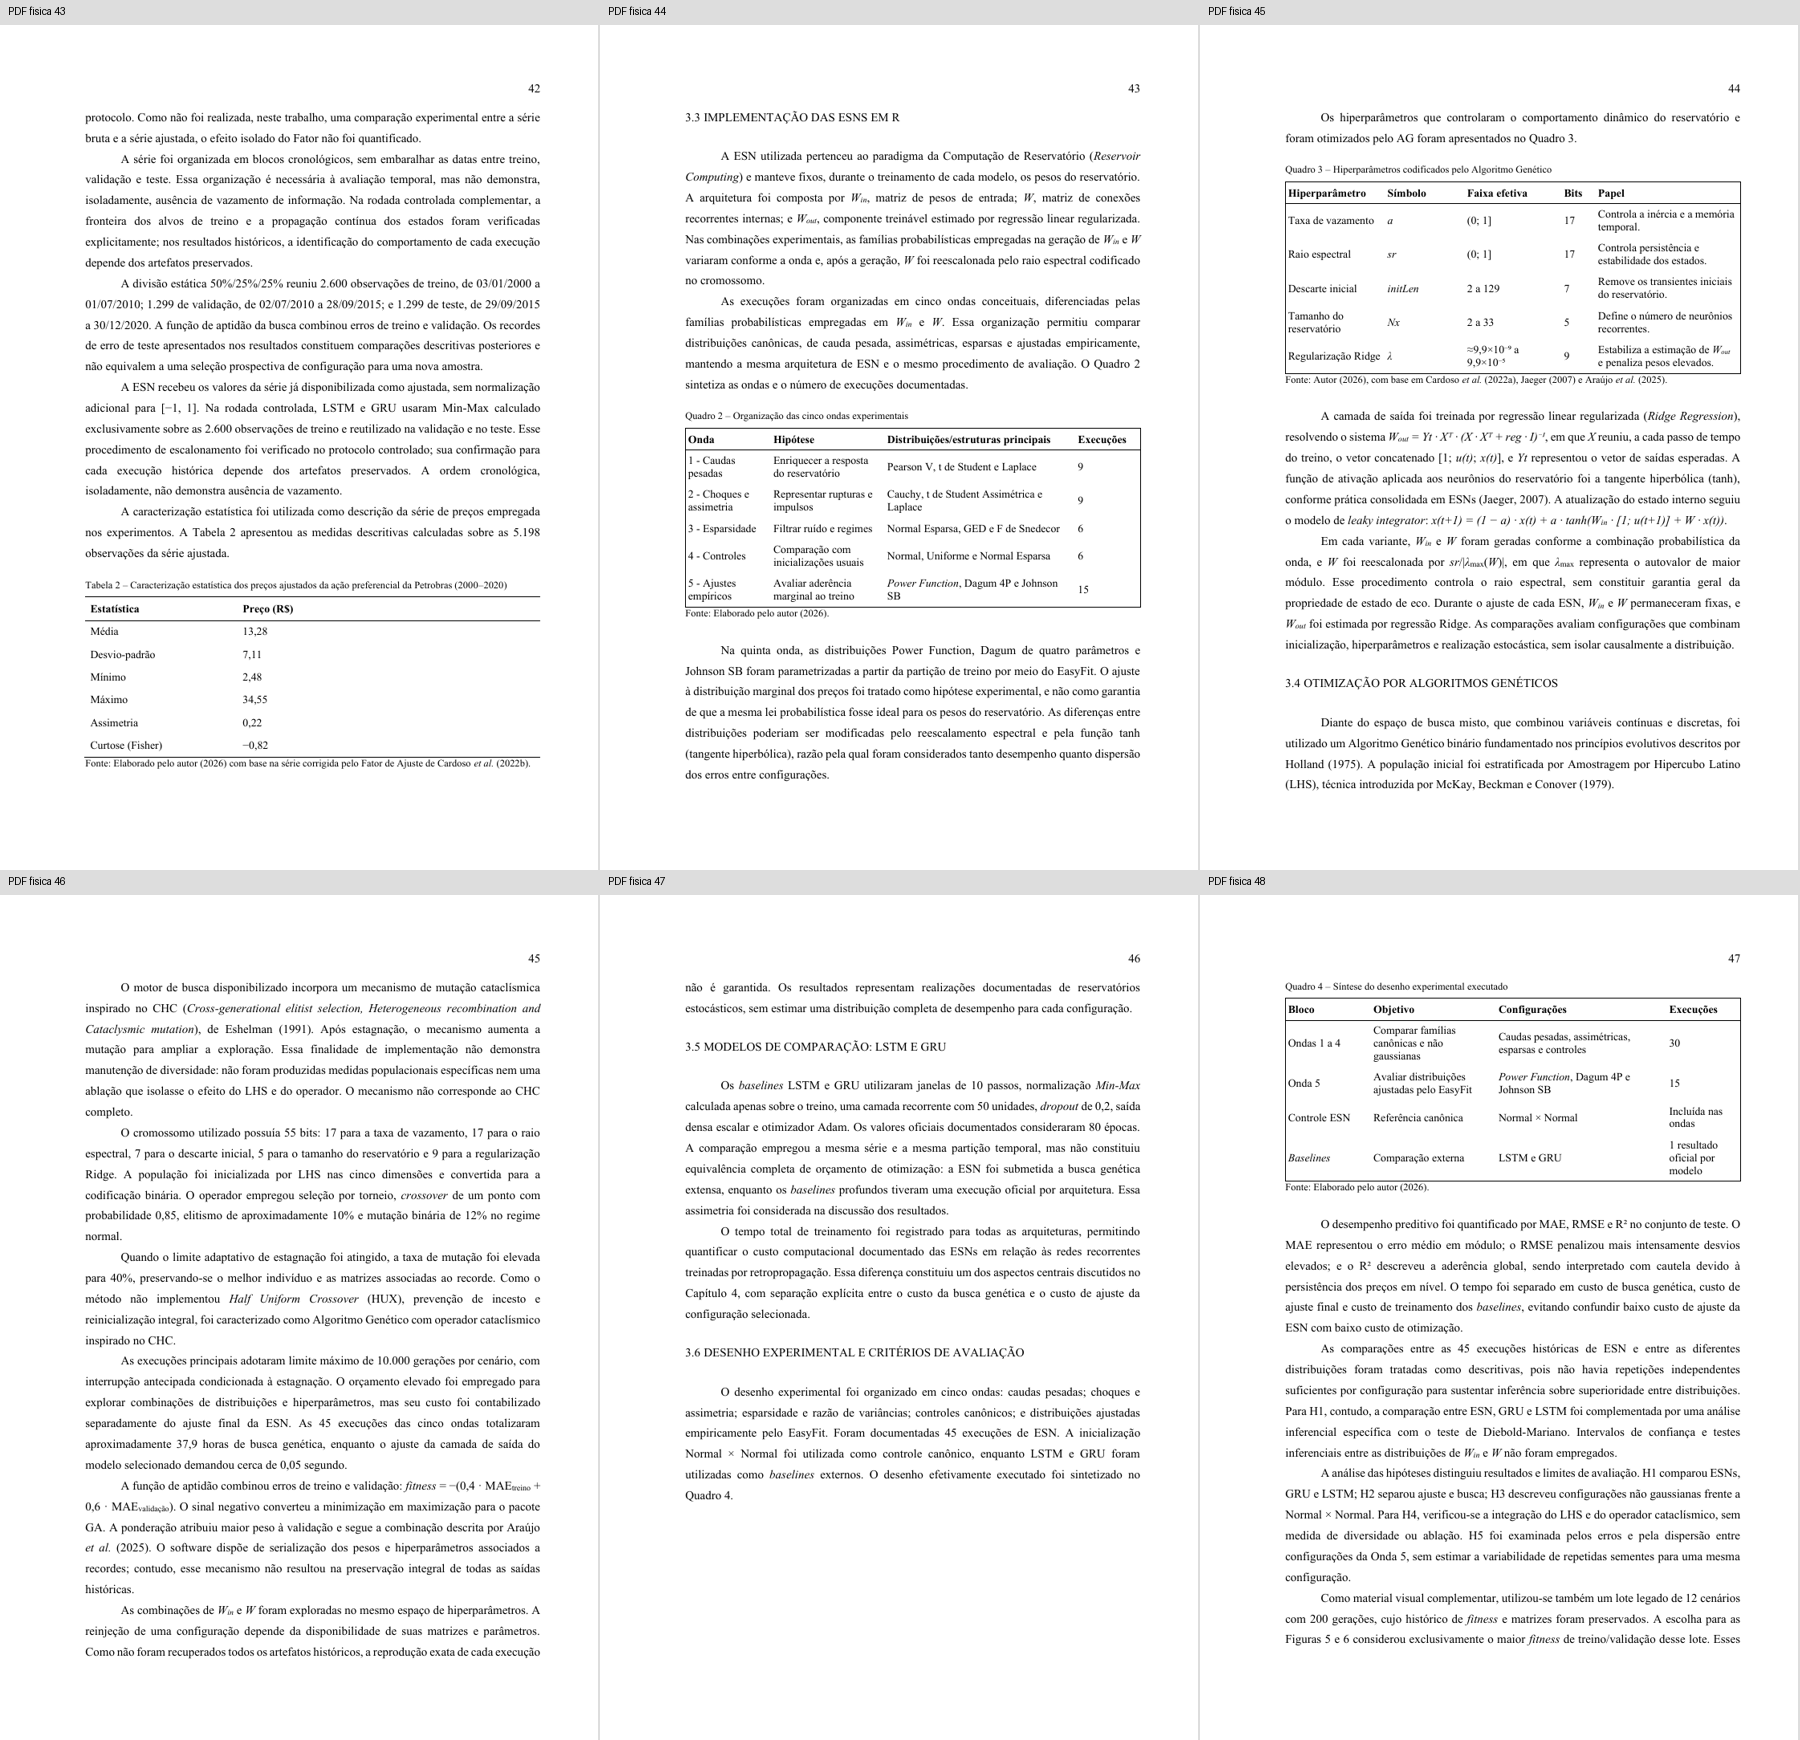 PDF fisica 43
42
protocolo. Como não foi realizada, neste trabalho, uma comparação experimental entre a série
bruta e a série ajustada, o efeito isolado do Fator não foi quantificado.
A série foi organizada em blocos cronológicos, sem embaralhar as datas entre treino,
validação e teste. Essa organização é necessária à avaliação temporal, mas não demonstra,
isoladamente, ausência de vazamento de informação. Na rodada controlada complementar, a
fronteira dos alvos de treino e a propagação contínua dos estados foram verificadas
explicitamente; nos resultados históricos, a identificação do comportamento de cada execução
depende dos artefatos preservados.
A divisão estática 50%/25%/25% reuniu 2.600 observações de treino, de 03/01/2000 a
01/07/2010; 1.299 de validação, de 02/07/2010 a 28/09/2015; e 1.299 de teste, de 29/09/2015
a 30/12/2020. A função de aptidão da busca combinou erros de treino e validação. Os recordes
de erro de teste apresentados nos resultados constituem comparações descritivas posteriores e
não equivalem a uma seleção prospectiva de configuração para uma nova amostra.
A ESN recebeu os valores da série já disponibilizada como ajustada, sem normalização
adicional para [−1, 1]. Na rodada controlada, LSTM e GRU usaram Min-Max calculado
exclusivamente sobre as 2.600 observações de treino e reutilizado na validação e no teste. Esse
procedimento de escalonamento foi verificado no protocolo controlado; sua confirmação para
cada execução histórica depende dos artefatos preservados. A ordem cronológica,
isoladamente, não demonstra ausência de vazamento.
A caracterização estatística foi utilizada como descrição da série de preços empregada
nos experimentos. A Tabela 2 apresentou as medidas descritivas calculadas sobre as 5.198
observações da série ajustada.
Tabela 2 – Caracterização estatística dos preços ajustados da ação preferencial da Petrobras (2000–2020)
Estatística Preço (R$)
Média 13,28
Desvio-padrão 7,11
Mínimo 2,48
Máximo 34,55
Assimetria 0,22
Curtose (Fisher) −0,82
Fonte: Elaborado pelo autor (2026) com base na série corrigida pelo Fator de Ajuste de Cardoso et al. (2022b).
PDF fisica 44
43
3.3 IMPLEMENTAÇÃO DAS ESNS EM R
A ESN utilizada pertenceu ao paradigma da Computação de Reservatório (Reservoir
Computing) e manteve fixos, durante o treinamento de cada modelo, os pesos do reservatório.
A arquitetura foi composta por Win, matriz de pesos de entrada; W, matriz de conexões
recorrentes internas; e Wout, componente treinável estimado por regressão linear regularizada.
Nas combinações experimentais, as famílias probabilísticas empregadas na geração de Win e W
variaram conforme a onda e, após a geração, W foi reescalonada pelo raio espectral codificado
no cromossomo.
As execuções foram organizadas em cinco ondas conceituais, diferenciadas pelas
famílias probabilísticas empregadas em Win e W. Essa organização permitiu comparar
distribuições canônicas, de cauda pesada, assimétricas, esparsas e ajustadas empiricamente,
mantendo a mesma arquitetura de ESN e o mesmo procedimento de avaliação. O Quadro 2
sintetiza as ondas e o número de execuções documentadas.
Quadro 2 – Organização das cinco ondas experimentais
Onda Hipótese Distribuições/estruturas principais Execuções
1 - Caudas pesadas Enriquecer a resposta do reservatório Pearson V, t de Student e Laplace 9
2 - Choques e assimetria Representar rupturas e impulsos Cauchy, t de Student Assimétrica e Laplace 9
3 - Esparsidade Filtrar ruído e regimes Normal Esparsa, GED e F de Snedecor 6
4 - Controles Comparação com inicializações usuais Normal, Uniforme e Normal Esparsa 6
5 - Ajustes empíricos Avaliar aderência marginal ao treino Power Function, Dagum 4P e Johnson SB 15
Fonte: Elaborado pelo autor (2026).
Na quinta onda, as distribuições Power Function, Dagum de quatro parâmetros e
Johnson SB foram parametrizadas a partir da partição de treino por meio do EasyFit. O ajuste
à distribuição marginal dos preços foi tratado como hipótese experimental, e não como garantia
de que a mesma lei probabilística fosse ideal para os pesos do reservatório. As diferenças entre
distribuições poderiam ser modificadas pelo reescalamento espectral e pela função tanh
(tangente hiperbólica), razão pela qual foram considerados tanto desempenho quanto dispersão
dos erros entre configurações.
PDF fisica 45
44
Os hiperparâmetros que controlaram o comportamento dinâmico do reservatório e
foram otimizados pelo AG foram apresentados no Quadro 3.
Quadro 3 – Hiperparâmetros codificados pelo Algoritmo Genético
Hiperparâmetro Símbolo Faixa efetiva Bits Papel
Taxa de vazamento a (0; 1] 17 Controla a inércia e a memória temporal.
Raio espectral sr (0; 1] 17 Controla persistência e estabilidade dos estados.
Descarte inicial initLen 2 a 129 7 Remove os transientes iniciais do reservatório.
Tamanho do reservatório Nx 2 a 33 5 Define o número de neurônios recorrentes.
Regularização Ridge λ ≈9,9×10⁻⁹ a 9,9×10⁻⁵ 9 Estabiliza a estimação de Wout e penaliza pesos elevados.
Fonte: Autor (2026), com base em Cardoso et al. (2022a), Jaeger (2007) e Araújo et al. (2025).
A camada de saída foi treinada por regressão linear regularizada (Ridge Regression),
resolvendo o sistema Wout = Yt · Xᵀ · (X · Xᵀ + reg · I)⁻¹, em que X reuniu, a cada passo de tempo
do treino, o vetor concatenado [1; u(t); x(t)], e Yt representou o vetor de saídas esperadas. A
função de ativação aplicada aos neurônios do reservatório foi a tangente hiperbólica (tanh),
conforme prática consolidada em ESNs (Jaeger, 2007). A atualização do estado interno seguiu
o modelo de leaky integrator: x(t+1) = (1 − a) · x(t) + a · tanh(Win · [1; u(t+1)] + W · x(t)).
Em cada variante, Win e W foram geradas conforme a combinação probabilística da
onda, e W foi reescalonada por sr/|λmax(W)|, em que λmax representa o autovalor de maior
módulo. Esse procedimento controla o raio espectral, sem constituir garantia geral da
propriedade de estado de eco. Durante o ajuste de cada ESN, Win e W permaneceram fixas, e
Wout foi estimada por regressão Ridge. As comparações avaliam configurações que combinam
inicialização, hiperparâmetros e realização estocástica, sem isolar causalmente a distribuição.
3.4 OTIMIZAÇÃO POR ALGORITMOS GENÉTICOS
Diante do espaço de busca misto, que combinou variáveis contínuas e discretas, foi
utilizado um Algoritmo Genético binário fundamentado nos princípios evolutivos descritos por
Holland (1975). A população inicial foi estratificada por Amostragem por Hipercubo Latino
(LHS), técnica introduzida por McKay, Beckman e Conover (1979).
PDF fisica 46
45
O motor de busca disponibilizado incorpora um mecanismo de mutação cataclísmica
inspirado no CHC (Cross-generational elitist selection, Heterogeneous recombination and
Cataclysmic mutation), de Eshelman (1991). Após estagnação, o mecanismo aumenta a
mutação para ampliar a exploração. Essa finalidade de implementação não demonstra
manutenção de diversidade: não foram produzidas medidas populacionais específicas nem uma
ablação que isolasse o efeito do LHS e do operador. O mecanismo não corresponde ao CHC
completo.
O cromossomo utilizado possuía 55 bits: 17 para a taxa de vazamento, 17 para o raio
espectral, 7 para o descarte inicial, 5 para o tamanho do reservatório e 9 para a regularização
Ridge. A população foi inicializada por LHS nas cinco dimensões e convertida para a
codificação binária. O operador empregou seleção por torneio, crossover de um ponto com
probabilidade 0,85, elitismo de aproximadamente 10% e mutação binária de 12% no regime
normal.
Quando o limite adaptativo de estagnação foi atingido, a taxa de mutação foi elevada
para 40%, preservando-se o melhor indivíduo e as matrizes associadas ao recorde. Como o
método não implementou Half Uniform Crossover (HUX), prevenção de incesto e
reinicialização integral, foi caracterizado como Algoritmo Genético com operador cataclísmico
inspirado no CHC.
As execuções principais adotaram limite máximo de 10.000 gerações por cenário, com
interrupção antecipada condicionada à estagnação. O orçamento elevado foi empregado para
explorar combinações de distribuições e hiperparâmetros, mas seu custo foi contabilizado
separadamente do ajuste final da ESN. As 45 execuções das cinco ondas totalizaram
aproximadamente 37,9 horas de busca genética, enquanto o ajuste da camada de saída do
modelo selecionado demandou cerca de 0,05 segundo.
A função de aptidão combinou erros de treino e validação: fitness = −(0,4 · MAEtreino +
0,6 · MAEvalidação). O sinal negativo converteu a minimização em maximização para o pacote
GA. A ponderação atribuiu maior peso à validação e segue a combinação descrita por Araújo
et al. (2025). O software dispõe de serialização dos pesos e hiperparâmetros associados a
recordes; contudo, esse mecanismo não resultou na preservação integral de todas as saídas
históricas.
As combinações de Win e W foram exploradas no mesmo espaço de hiperparâmetros. A
reinjeção de uma configuração depende da disponibilidade de suas matrizes e parâmetros.
Como não foram recuperados todos os artefatos históricos, a reprodução exata de cada execução
PDF fisica 47
46
não é garantida. Os resultados representam realizações documentadas de reservatórios
estocásticos, sem estimar uma distribuição completa de desempenho para cada configuração.
3.5 MODELOS DE COMPARAÇÃO: LSTM E GRU
Os baselines LSTM e GRU utilizaram janelas de 10 passos, normalização Min-Max
calculada apenas sobre o treino, uma camada recorrente com 50 unidades, dropout de 0,2, saída
densa escalar e otimizador Adam. Os valores oficiais documentados consideraram 80 épocas.
A comparação empregou a mesma série e a mesma partição temporal, mas não constituiu
equivalência completa de orçamento de otimização: a ESN foi submetida a busca genética
extensa, enquanto os baselines profundos tiveram uma execução oficial por arquitetura. Essa
assimetria foi considerada na discussão dos resultados.
O tempo total de treinamento foi registrado para todas as arquiteturas, permitindo
quantificar o custo computacional documentado das ESNs em relação às redes recorrentes
treinadas por retropropagação. Essa diferença constituiu um dos aspectos centrais discutidos no
Capítulo 4, com separação explícita entre o custo da busca genética e o custo de ajuste da
configuração selecionada.
3.6 DESENHO EXPERIMENTAL E CRITÉRIOS DE AVALIAÇÃO
O desenho experimental foi organizado em cinco ondas: caudas pesadas; choques e
assimetria; esparsidade e razão de variâncias; controles canônicos; e distribuições ajustadas
empiricamente pelo EasyFit. Foram documentadas 45 execuções de ESN. A inicialização
Normal × Normal foi utilizada como controle canônico, enquanto LSTM e GRU foram
utilizadas como baselines externos. O desenho efetivamente executado foi sintetizado no
Quadro 4.
PDF fisica 48
47
Quadro 4 – Síntese do desenho experimental executado
Bloco Objetivo Configurações Execuções
Ondas 1 a 4 Comparar famílias canônicas e não gaussianas Caudas pesadas, assimétricas, esparsas e controles 30
Onda 5 Avaliar distribuições ajustadas pelo EasyFit Power Function, Dagum 4P e Johnson SB 15
Controle ESN Referência canônica Normal × Normal Incluída nas ondas
Baselines Comparação externa LSTM e GRU 1 resultado oficial por modelo
Fonte: Elaborado pelo autor (2026).
O desempenho preditivo foi quantificado por MAE, RMSE e R² no conjunto de teste. O
MAE representou o erro médio em módulo; o RMSE penalizou mais intensamente desvios
elevados; e o R² descreveu a aderência global, sendo interpretado com cautela devido à
persistência dos preços em nível. O tempo foi separado em custo de busca genética, custo de
ajuste final e custo de treinamento dos baselines, evitando confundir baixo custo de ajuste da
ESN com baixo custo de otimização.
As comparações entre as 45 execuções históricas de ESN e entre as diferentes
distribuições foram tratadas como descritivas, pois não havia repetições independentes
suficientes por configuração para sustentar inferência sobre superioridade entre distribuições.
Para H1, contudo, a comparação entre ESN, GRU e LSTM foi complementada por uma análise
inferencial específica com o teste de Diebold-Mariano. Intervalos de confiança e testes
inferenciais entre as distribuições de Win e W não foram empregados.
A análise das hipóteses distinguiu resultados e limites de avaliação. H1 comparou ESNs,
GRU e LSTM; H2 separou ajuste e busca; H3 descreveu configurações não gaussianas frente a
Normal × Normal. Para H4, verificou-se a integração do LHS e do operador cataclísmico, sem
medida de diversidade ou ablação. H5 foi examinada pelos erros e pela dispersão entre
configurações da Onda 5, sem estimar a variabilidade de repetidas sementes para uma mesma
configuração.
Como material visual complementar, utilizou-se também um lote legado de 12 cenários
com 200 gerações, cujo histórico de fitness e matrizes foram preservados. A escolha para as
Figuras 5 e 6 considerou exclusivamente o maior fitness de treino/validação desse lote. Esses